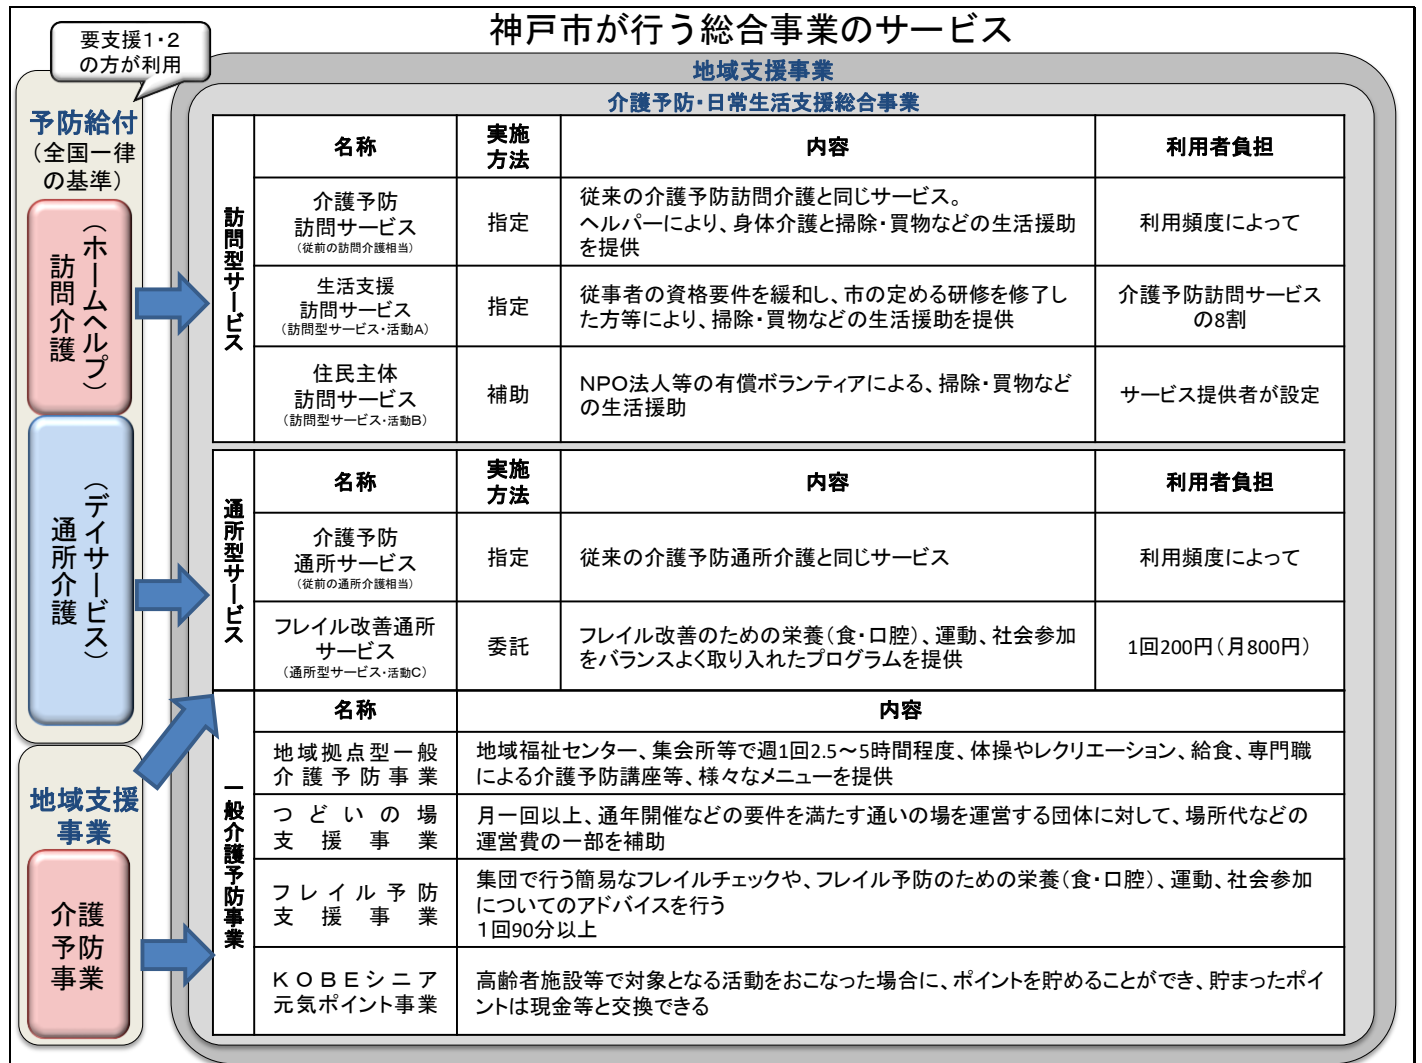 神戸市が行う総合事業のサービス
要支援1・2
の方が利用
予防給付
（全国一律
の基準）
訪問介護
（ホームヘルプ）
通所介護
（デイサービス）
地域支援
事業
介護
予防
事業
地域支援事業
介護予防・日常生活支援総合事業
訪問型サービス
名称
実施
方法
内容
利用者負担
介護予防
訪問サービス
（従前の訪問介護相当）
指定
従来の介護予防訪問介護と同じサービス。
ヘルパーにより、身体介護と掃除・買物などの生活援助
を提供
利用頻度によって
生活支援
訪問サービス
（訪問型サービス・活動A）
指定
従事者の資格要件を緩和し、市の定める研修を修了し
た方等により、掃除・買物などの生活援助を提供
介護予防訪問サービス
の8割
住民主体
訪問サービス
（訪問型サービス・活動B）
補助
NPO法人等の有償ボランティアによる、掃除・買物など
の生活援助
サービス提供者が設定
通所型サービス
名称
実施
方法
内容
利用者負担
介護予防
通所サービス
（従前の通所介護相当）
指定
従来の介護予防通所介護と同じサービス
利用頻度によって
フレイル改善通所
サービス
（通所型サービス・活動C）
委託
フレイル改善のための栄養（食・口腔）、運動、社会参加
をバランスよく取り入れたプログラムを提供
1回200円（月800円）
一般介護予防事業
名称
内容
地域拠点型一般
介護予防事業
地域福祉センター、集会所等で週1回2.5～5時間程度、体操やレクリエーション、給食、専門職
による介護予防講座等、様々なメニューを提供
つどいの場
支援事業
月一回以上、通年開催などの要件を満たす通いの場を運営する団体に対して、場所代などの
運営費の一部を補助
フレイル予防
支援事業
集団で行う簡易なフレイルチェックや、フレイル予防のための栄養（食・口腔）、運動、社会参加
についてのアドバイスを行う
１回90分以上
KOBEシニア
元気ポイント事業
高齢者施設等で対象となる活動をおこなった場合に、ポイントを貯めることができ、貯まったポイ
ントは現金等と交換できる